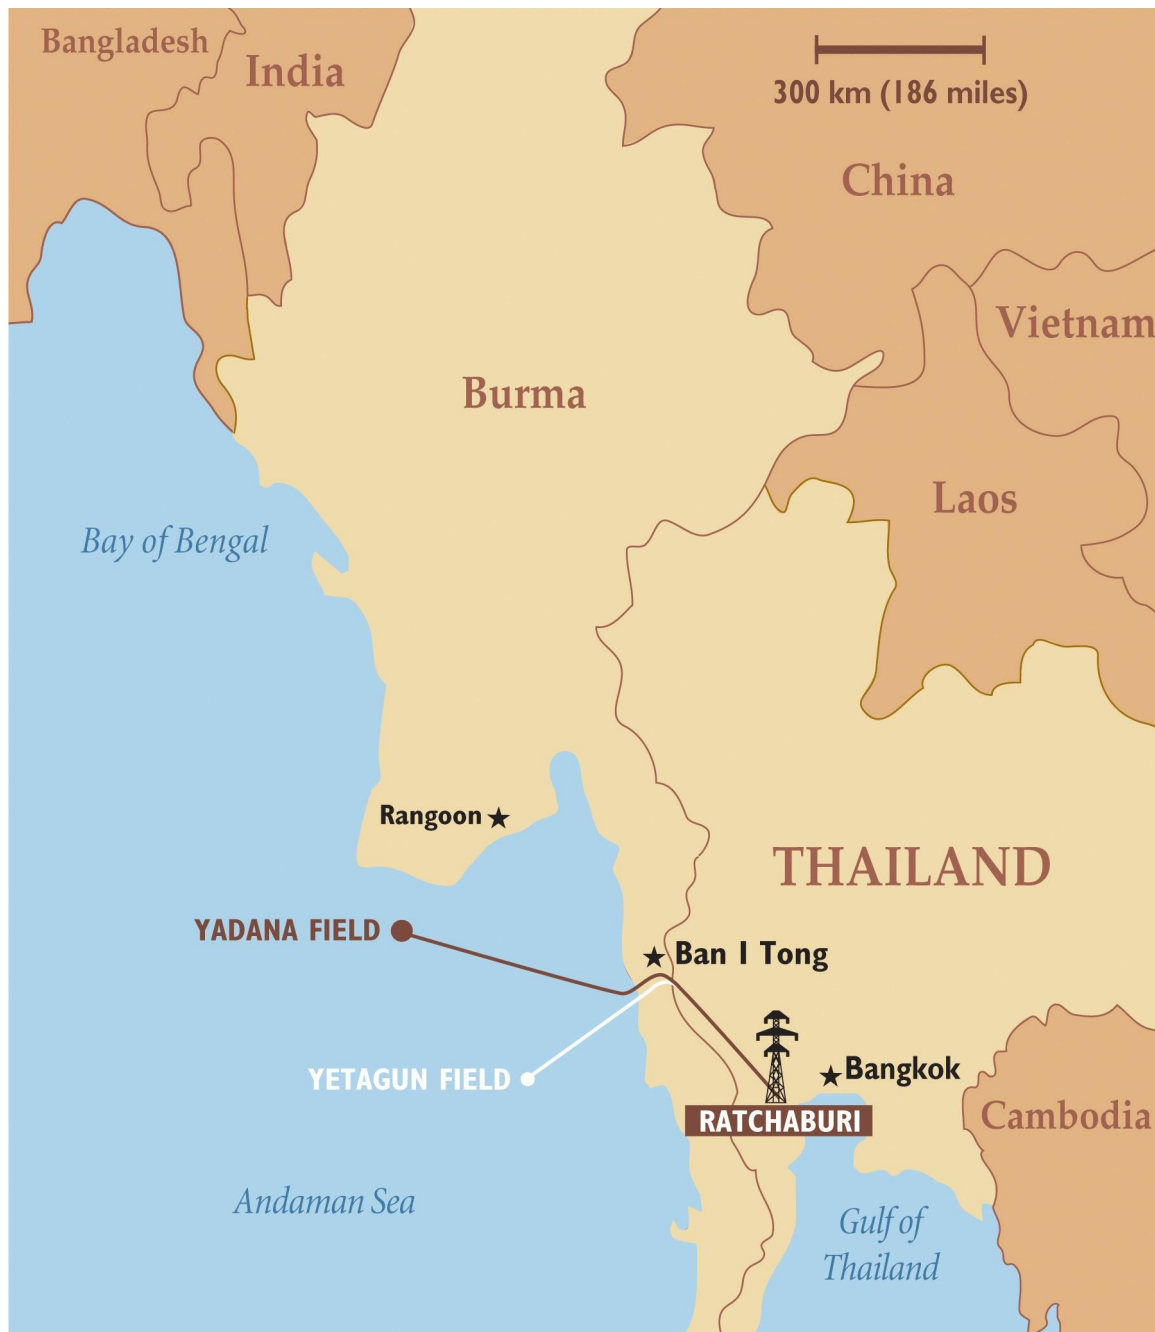 Bangladesh
India
300 km (186 miles)
China
Vietnam
Burma
Laos
Bay of Bengal
Rangoon
THAILAND
YADANA FIELD
Ban I Tong
YETAGUN FIELD
Bangkok
RATCHABURI
Cambodia
Andaman Sea
Gulf of
Thailand